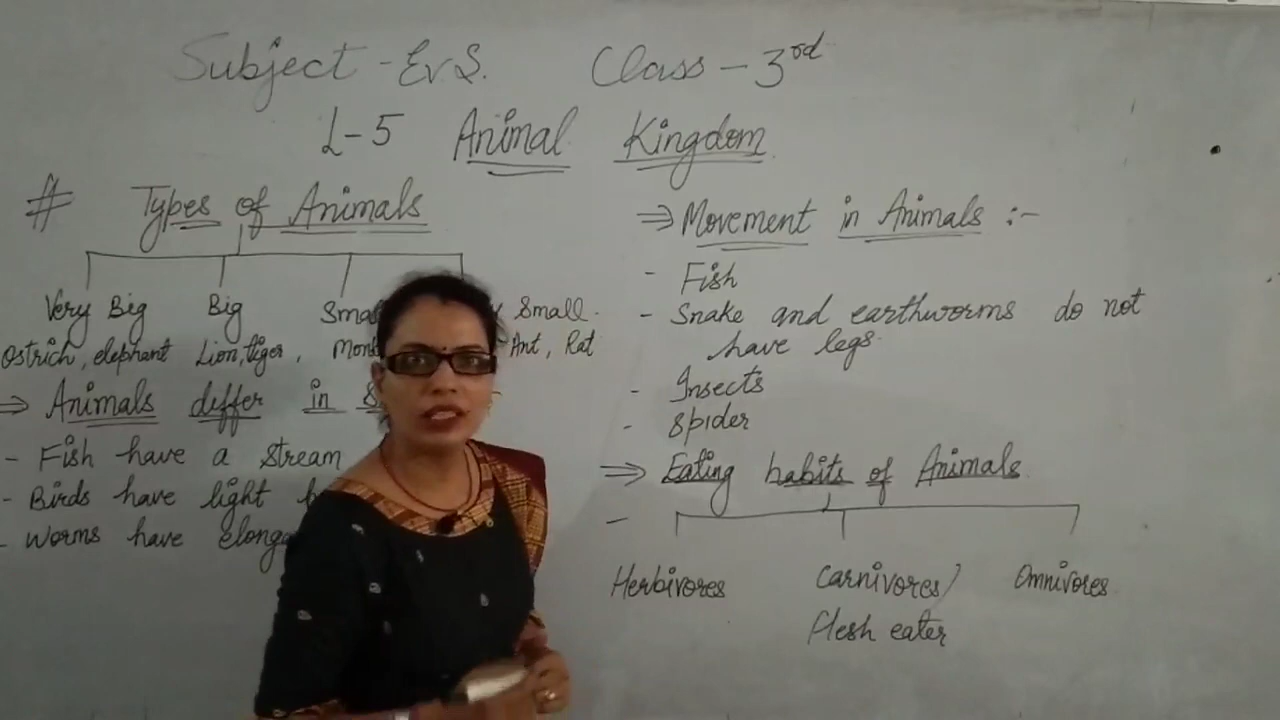 Subject - EvS. Class - 3rd
L-5 Animal Kingdom
# Types of Animals
Very Big Big Small.
Ostrich, elephant Lion, tiger, Ant, Rat
⇒ Animals differ in
- Fish have a stream
- Birds have light
- Worms have
⇒ Movement in Animals :-
- Fish
- Snake and earthworms do not
have legs.
- Insects
- Spider
⇒ Eating habits of Animals
-
Herbivores Carnivores/ Omnivores
flesh eater